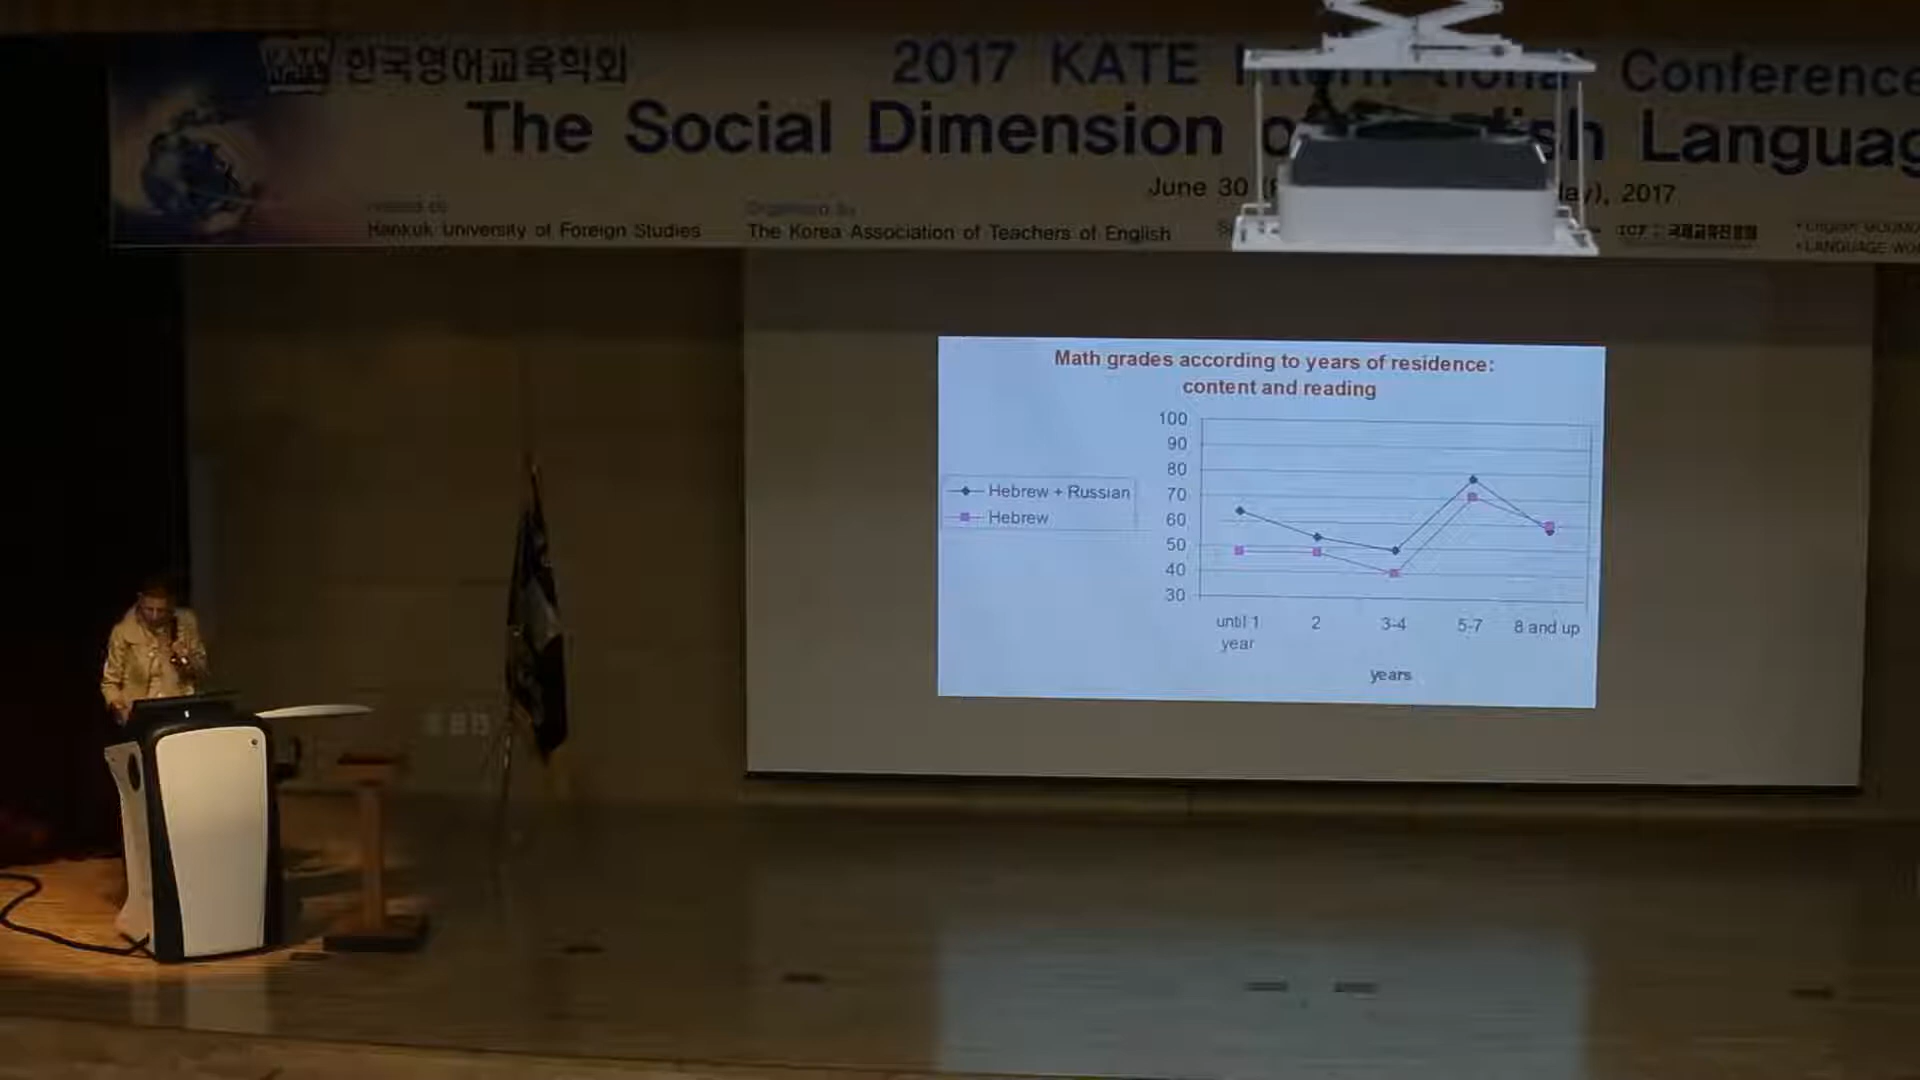 KATE 한국영어교육학회
2017 KATE Conference
The Social Dimension Languag
June 30 2017
Hankuk University of Foreign Studies
Organized by
The Korea Association of Teachers of English
Math grades according to years of residence:
content and reading
Hebrew + Russian
Hebrew
100
90
80
70
60
50
40
30
until 1
year
2
3-4
5-7
8 and up
years